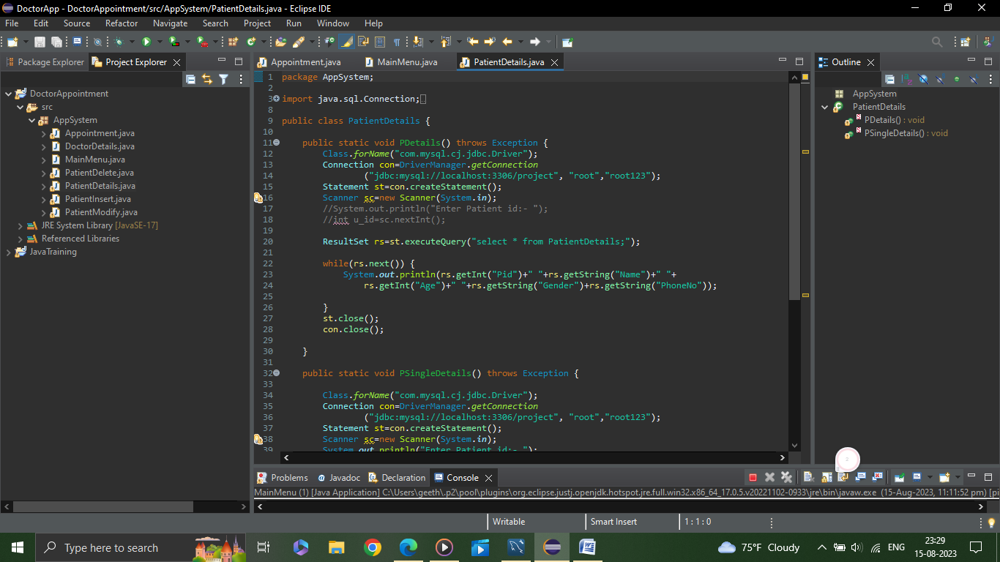 DoctorApp - DoctorAppointment/src/AppSystem/PatientDetails.java - Eclipse IDE
File Edit Source Refactor Navigate Search Project Run Window Help
Package Explorer Project Explorer
Appointment.java MainMenu.java PatientDetails.java
Outline
DoctorAppointment
src
AppSystem
Appointment.java
DoctorDetails.java
MainMenu.java
PatientDelete.java
PatientDetails.java
PatientInsert.java
PatientModify.java
JRE System Library [JavaSE-17]
Referenced Libraries
JavaTraining
1 package AppSystem;
2
3 import java.sql.Connection;
8
9 public class PatientDetails {
10
11 public static void PDetails() throws Exception {
12 Class.forName("com.mysql.cj.jdbc.Driver");
13 Connection con=DriverManager.getConnection
14 ("jdbc:mysql://localhost:3306/project", "root","root123");
15 Statement st=con.createStatement();
16 Scanner sc=new Scanner(System.in);
17 //System.out.println("Enter Patient id:- ");
18 //int u_id=sc.nextInt();
19
20 ResultSet rs=st.executeQuery("select * from PatientDetails;");
21
22 while(rs.next()) {
23 System.out.println(rs.getInt("Pid")+" "+rs.getString("Name")+" "+
24 rs.getInt("Age")+" "+rs.getString("Gender")+rs.getString("PhoneNo"));
25
26 }
27 st.close();
28 con.close();
29
30 }
31
32 public static void PSingleDetails() throws Exception {
33
34 Class.forName("com.mysql.cj.jdbc.Driver");
35 Connection con=DriverManager.getConnection
36 ("jdbc:mysql://localhost:3306/project", "root","root123");
37 Statement st=con.createStatement();
38 Scanner sc=new Scanner(System.in);
39 System.out.println("Enter Patient id:- ");
AppSystem
PatientDetails
PDetails() : void
PSingleDetails() : void
Problems Javadoc Declaration Console
MainMenu (1) [Java Application] C:\Users\geeth\.p2\pool\plugins\org.eclipse.justj.openjdk.hotspot.jre.full.win32.x86_64_17.0.5.v20221102-0933\jre\bin\javaw.exe (15-Aug-2023, 11:11:52 pm) [pi
Writable Smart Insert 1 : 1 : 0
Type here to search
75°F Cloudy
ENG
23:29
15-08-2023